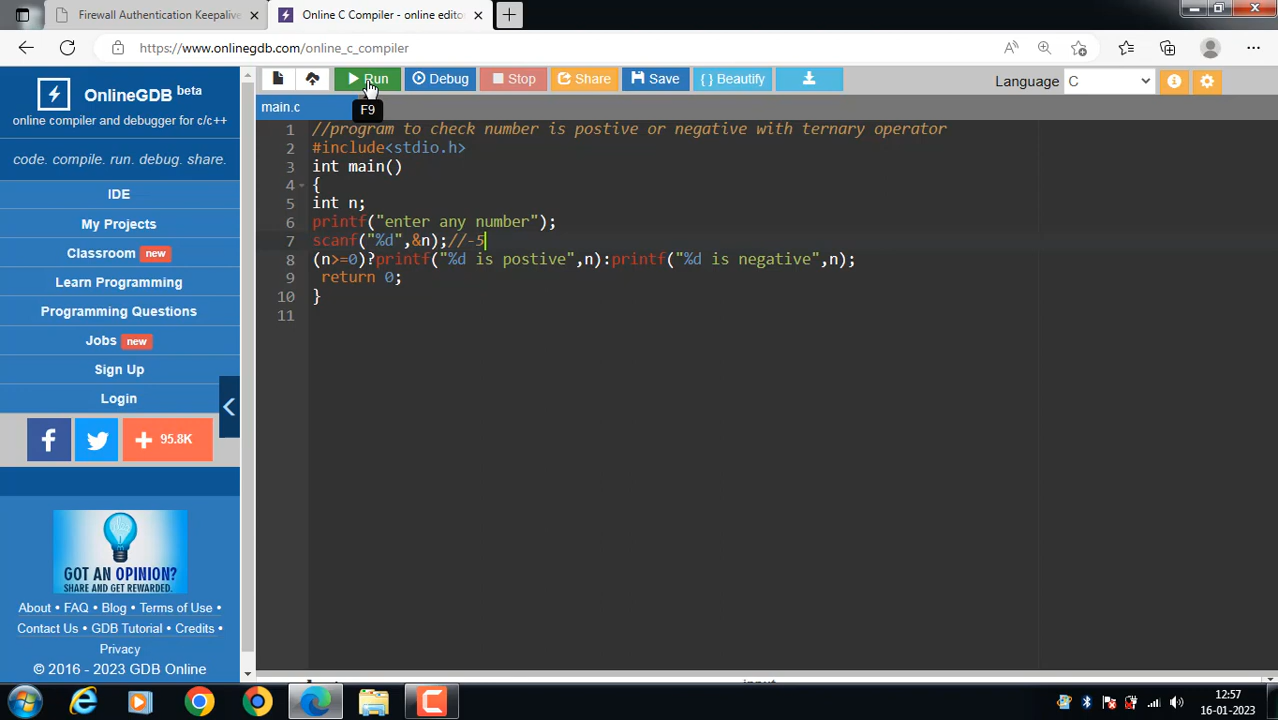 Firewall Authentication Keepalive
Online C Compiler - online edito
https://www.onlinegdb.com/online_c_compiler
OnlineGDB beta
online compiler and debugger for c/c++
code. compile. run. debug. share.
IDE
My Projects
Classroom new
Learn Programming
Programming Questions
Jobs new
Sign Up
Login
95.8K
GOT AN OPINION?
SHARE AND GET REWARDED.
About • FAQ • Blog • Terms of Use •
Contact Us • GDB Tutorial • Credits •
Privacy
© 2016 - 2023 GDB Online
Run Debug Stop Share Save { } Beautify
Language C
F9
main.c
1 //program to check number is postive or negative with ternary operator
2 #include<stdio.h>
3 int main()
4 {
5 int n;
6 printf("enter any number");
7 scanf("%d",&n);//-5
8 (n>=0)?printf("%d is postive",n):printf("%d is negative",n);
9 return 0;
10 }
11
12:57
16-01-2023